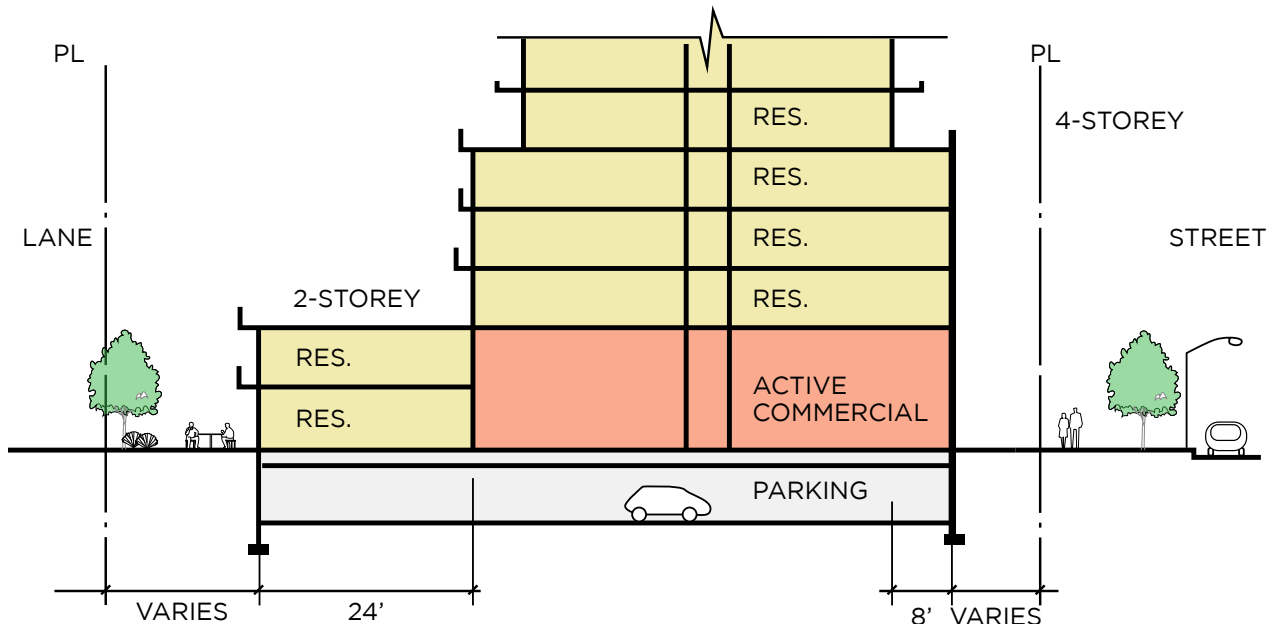 PL
PL
RES.
4-STOREY
RES.
LANE
RES.
STREET
2-STOREY
RES.
RES.
ACTIVE
COMMERCIAL
RES.
PARKING
VARIES
24’
8’
VARIES